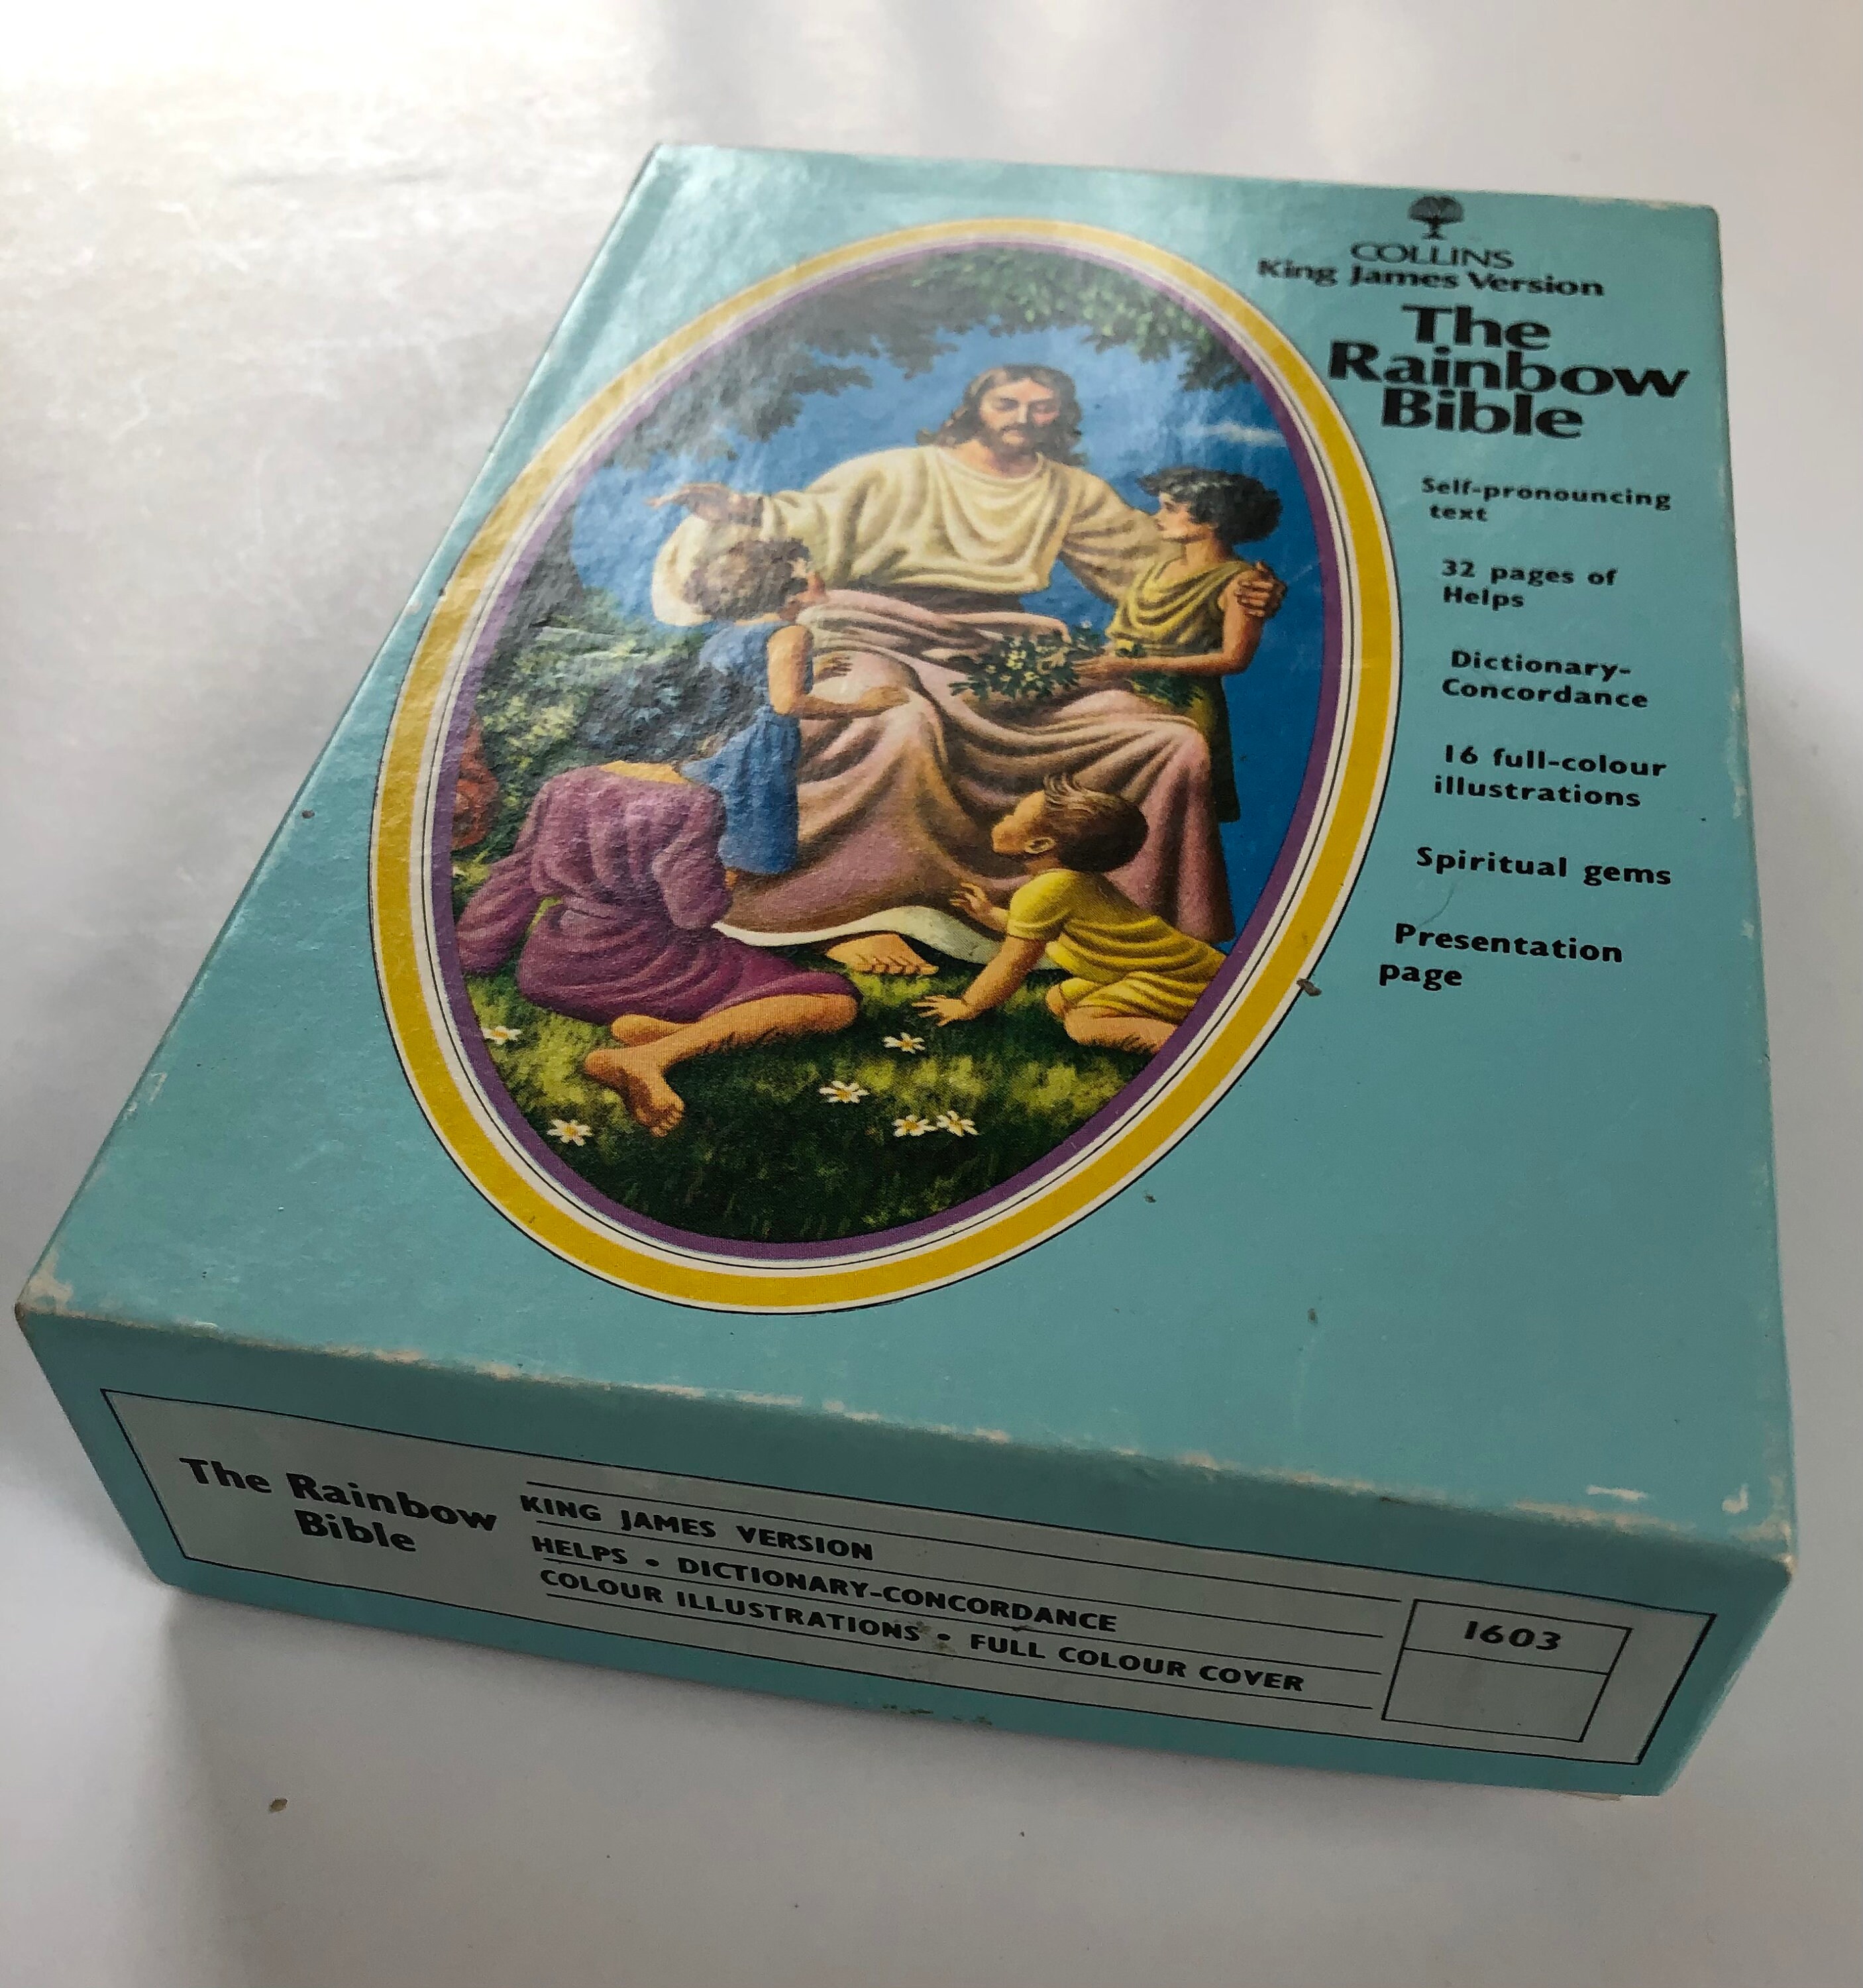 COLLINS
King James Version
The
Rainbow
Bible
Self-pronouncing
text
32 pages of
Helps
Dictionary-
Concordance
16 full-colour
illustrations
Spiritual gems
Presentation
page
The Rainbow
Bible
KING JAMES VERSION
HELPS • DICTIONARY-CONCORDANCE
COLOUR ILLUSTRATIONS • FULL COLOUR COVER
1603